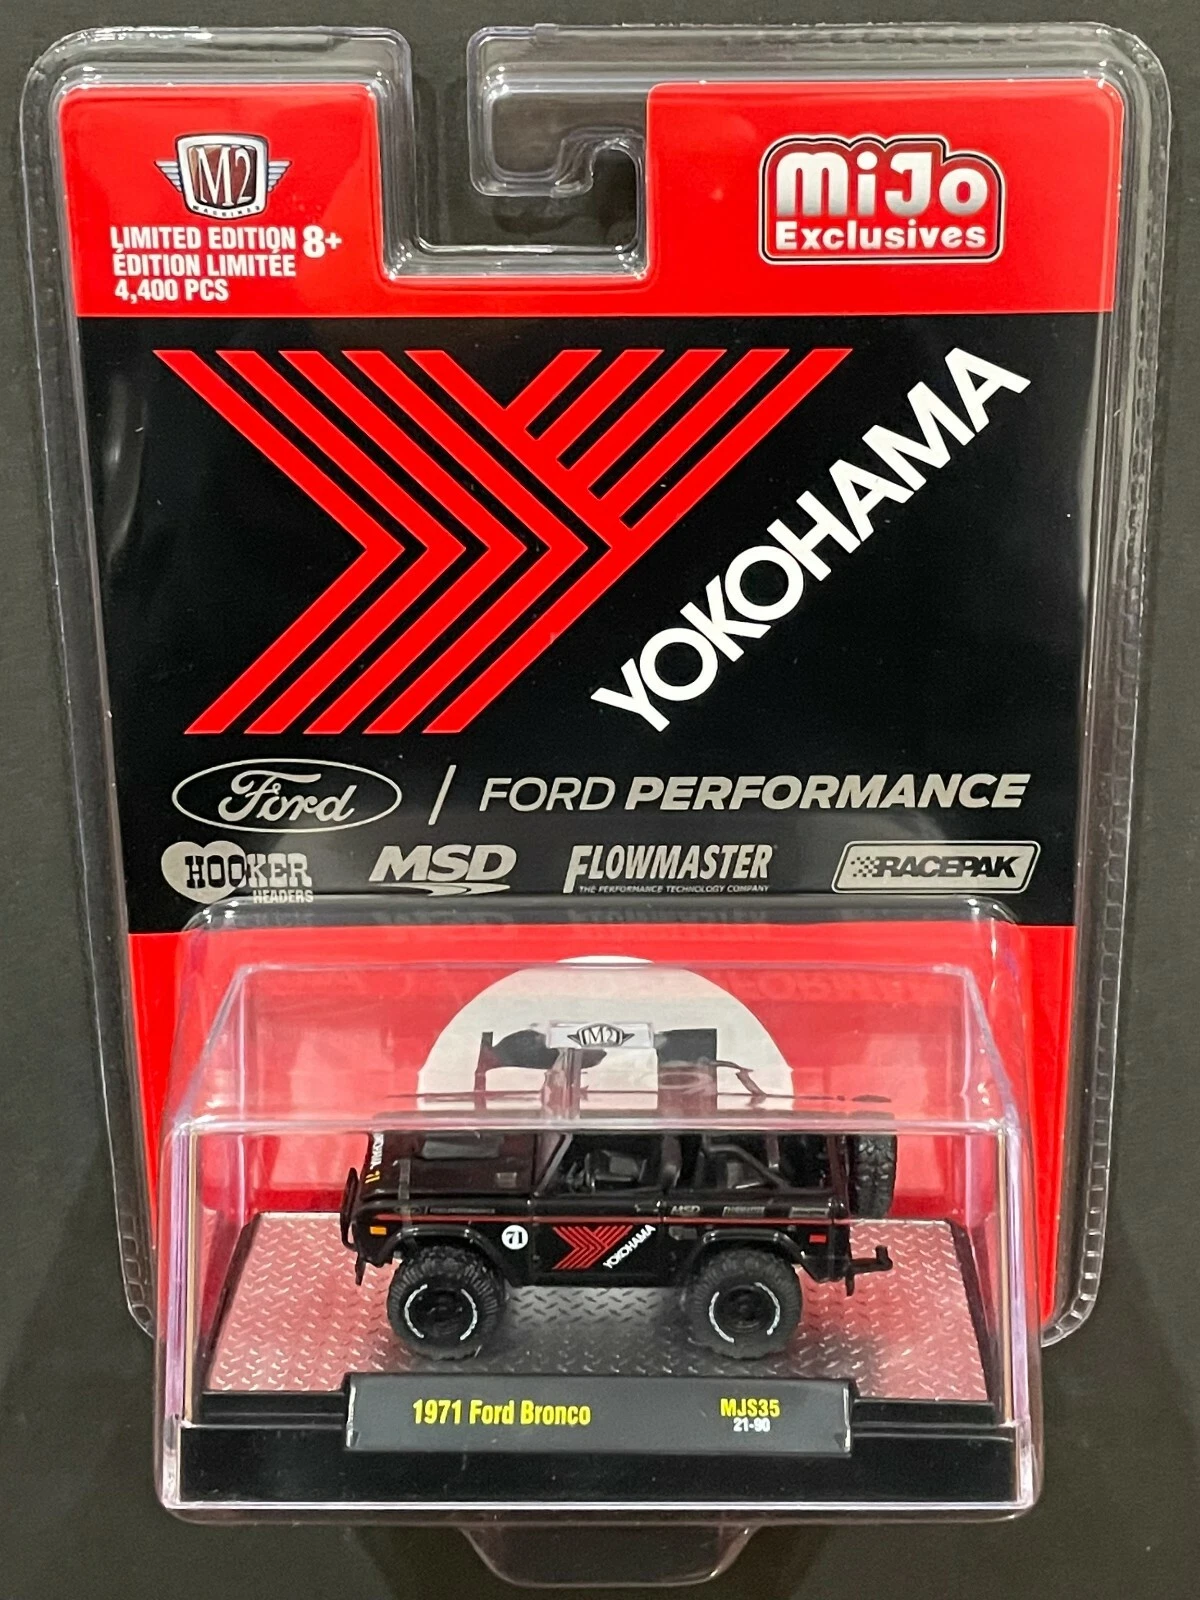 M2
MACHINES
LIMITED EDITION 8+
ÉDITION LIMITÉE
4,400 PCS
MiJo
Exclusives
YOKOHAMA
Ford / FORD PERFORMANCE
HOOKER
HEADERS
MSD
FLOWMASTER
THE PERFORMANCE TECHNOLOGY COMPANY
RACEPAK
M2
MSD
71
YOKOHAMA
1971 Ford Bronco
MJS35
21-90